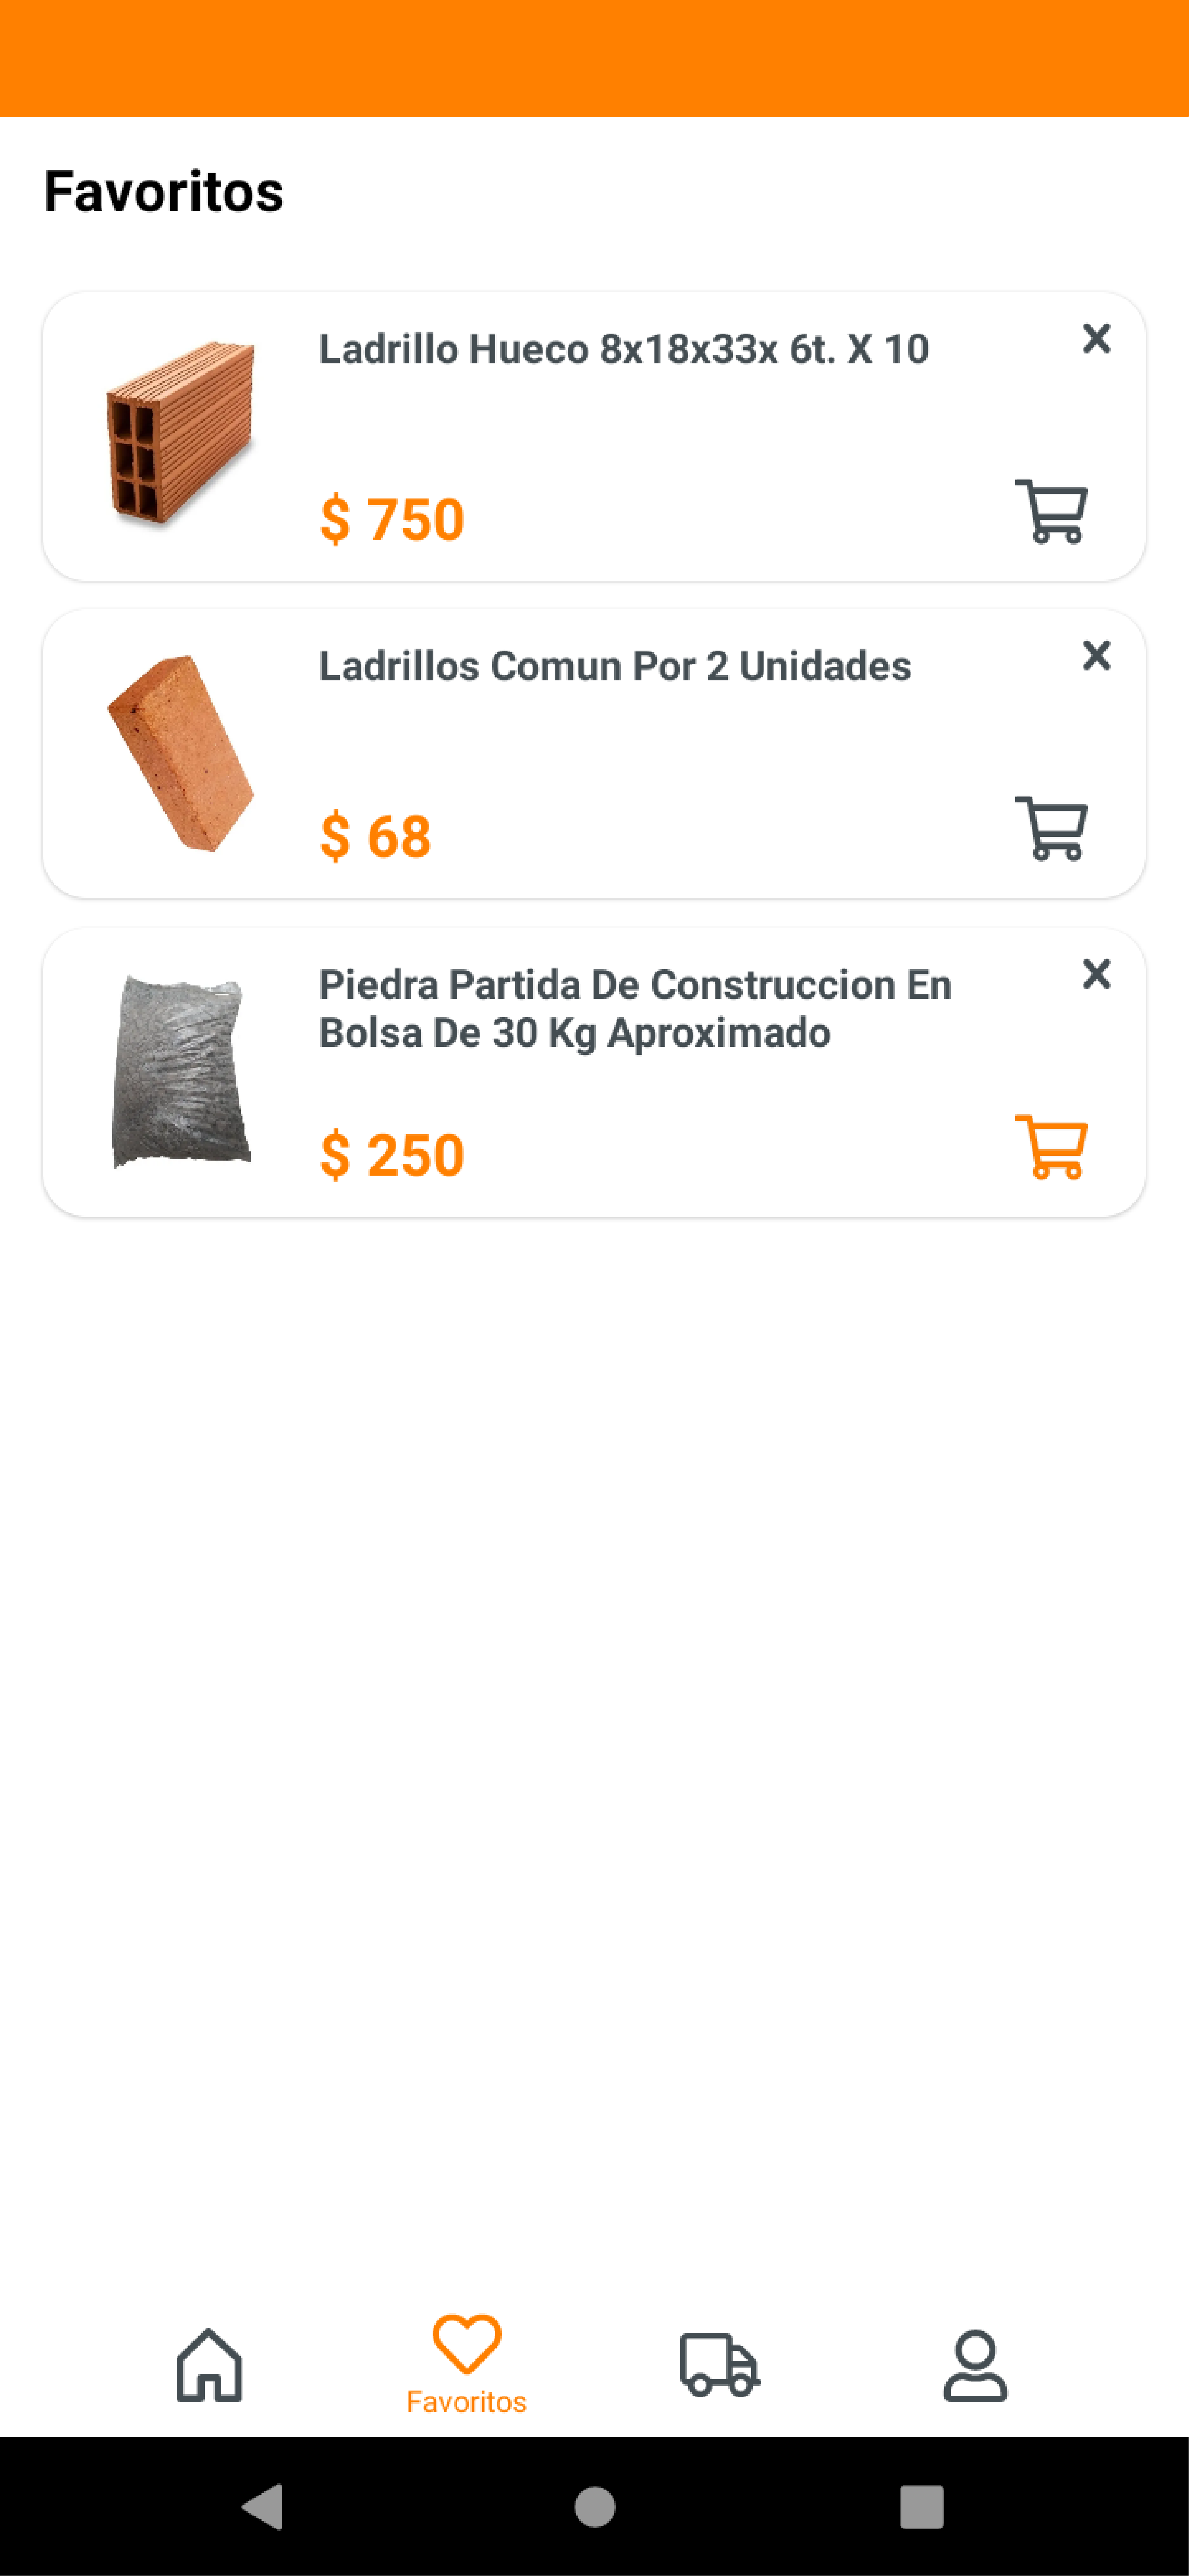 Favoritos
Ladrillo Hueco 8x18x33x 6t. X 10
$ 750
Ladrillos Comun Por 2 Unidades
$ 68
Piedra Partida De Construccion En
Bolsa De 30 Kg Aproximado
$ 250
Favoritos